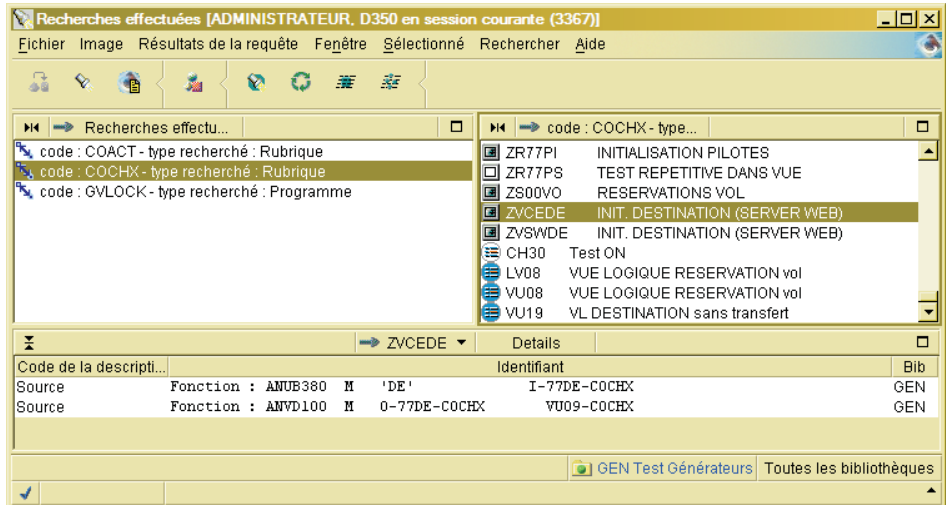 Recherches effectuées [ADMINISTRATEUR, D350 en session courante (3367)]
Fichier Image Résultats de la requête Fenêtre Sélectionné Rechercher Aide
Recherches effectu...
code : COACT - type recherché : Rubrique
code : COCHX - type recherché : Rubrique
code : GVLOCK - type recherché : Programme
code : COCHX - type...
ZR77PI INITIALISATION PILOTES
ZR77PS TEST REPETITIVE DANS VUE
ZS00VO RESERVATIONS VOL
ZVCEDE INIT. DESTINATION (SERVER WEB)
ZVSWDE INIT. DESTINATION (SERVER WEB)
CH30 Test ON
LV08 VUE LOGIQUE RESERVATION vol
VU08 VUE LOGIQUE RESERVATION vol
VU19 VL DESTINATION sans transfert
ZVCEDE Details
Code de la descripti... Identifiant Bib
Source Fonction : ANUB380 M 'DE' I-77DE-COCHX GEN
Source Fonction : ANVD100 M O-77DE-COCHX VU09-COCHX GEN
GEN Test Générateurs Toutes les bibliothèques